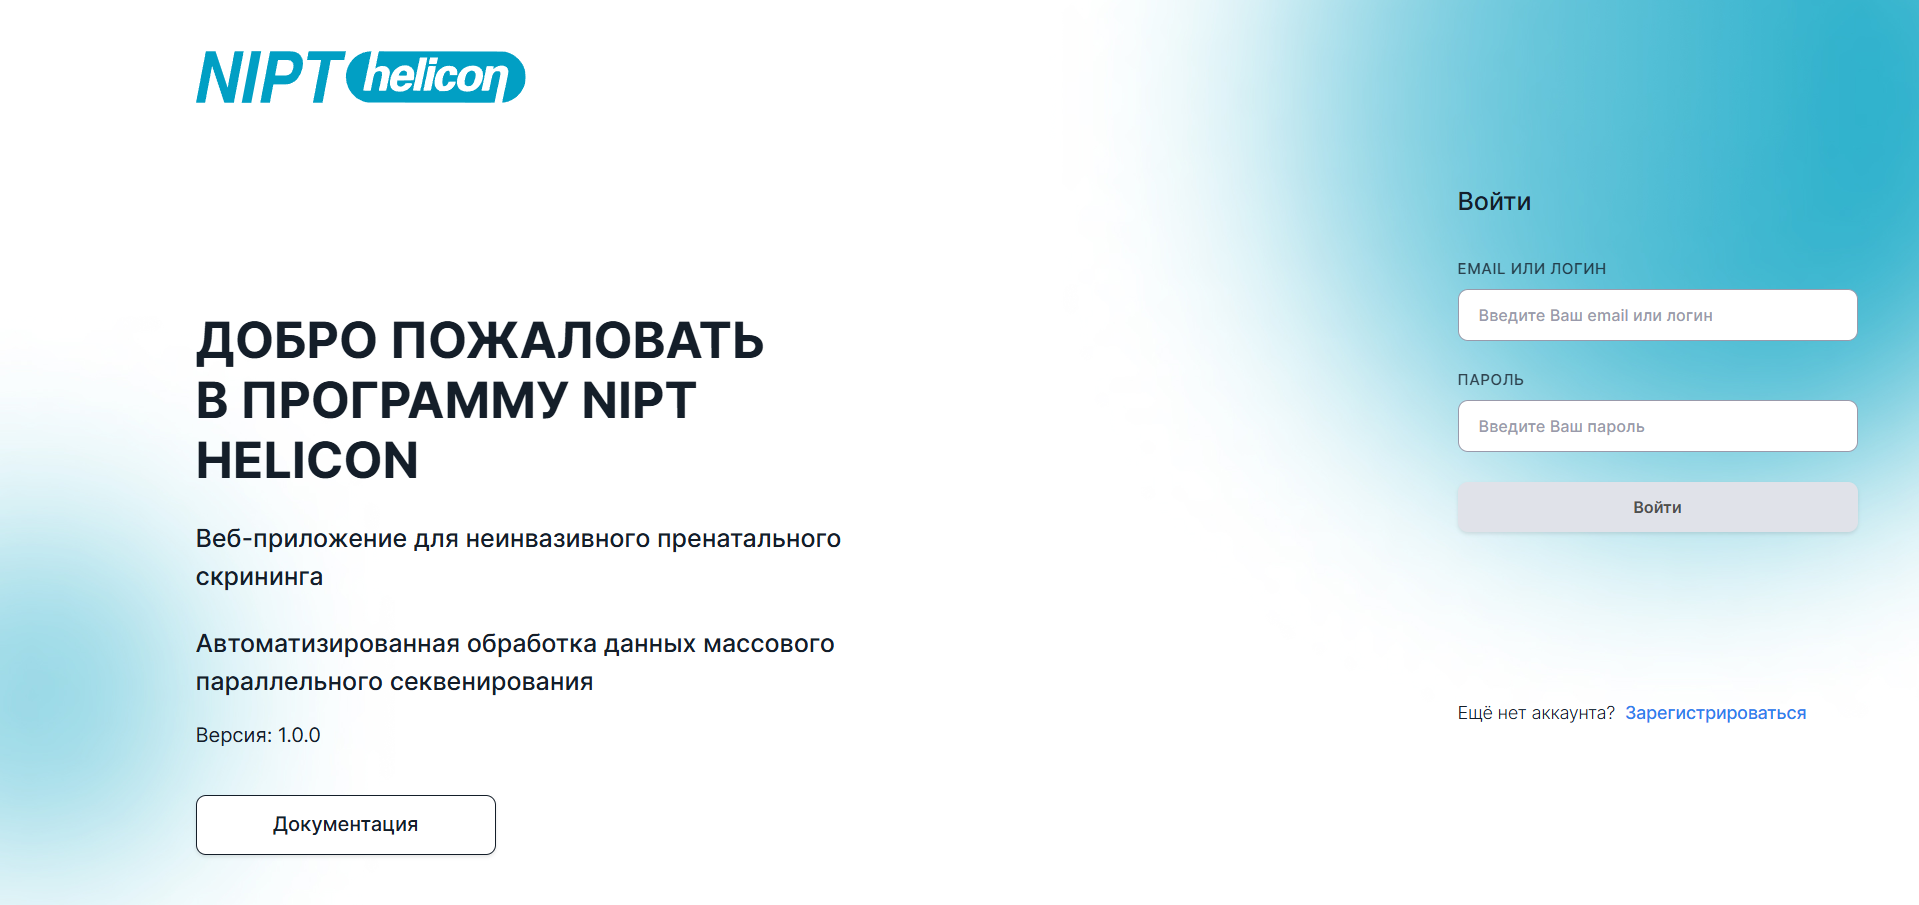 NIPT helicon
ДОБРО ПОЖАЛОВАТЬ
В ПРОГРАММУ NIPT
HELICON
Веб-приложение для неинвазивного пренатального
скрининга
Автоматизированная обработка данных массового
параллельного секвенирования
Версия: 1.0.0
Документация
Войти
EMAIL ИЛИ ЛОГИН
Введите Ваш email или логин
ПАРОЛЬ
Введите Ваш пароль
Войти
Ещё нет аккаунта? Зарегистрироваться